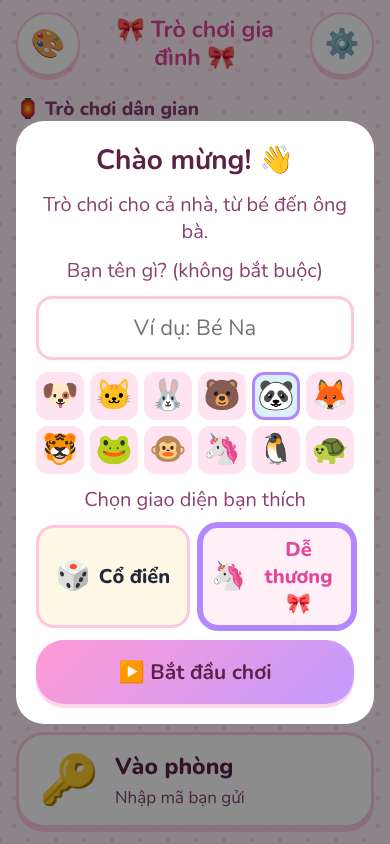 🎀 Trò chơi gia
đình 🎀
🏮 Trò chơi dân gian
Chào mừng! 👋
Trò chơi cho cả nhà, từ bé đến ông
bà.
Bạn tên gì? (không bắt buộc)
Ví dụ: Bé Na
Chọn giao diện bạn thích
🎲 Cổ điển
🦄 Dễ
thương
🎀
▶️ Bắt đầu chơi
Vào phòng
Nhập mã bạn gửi